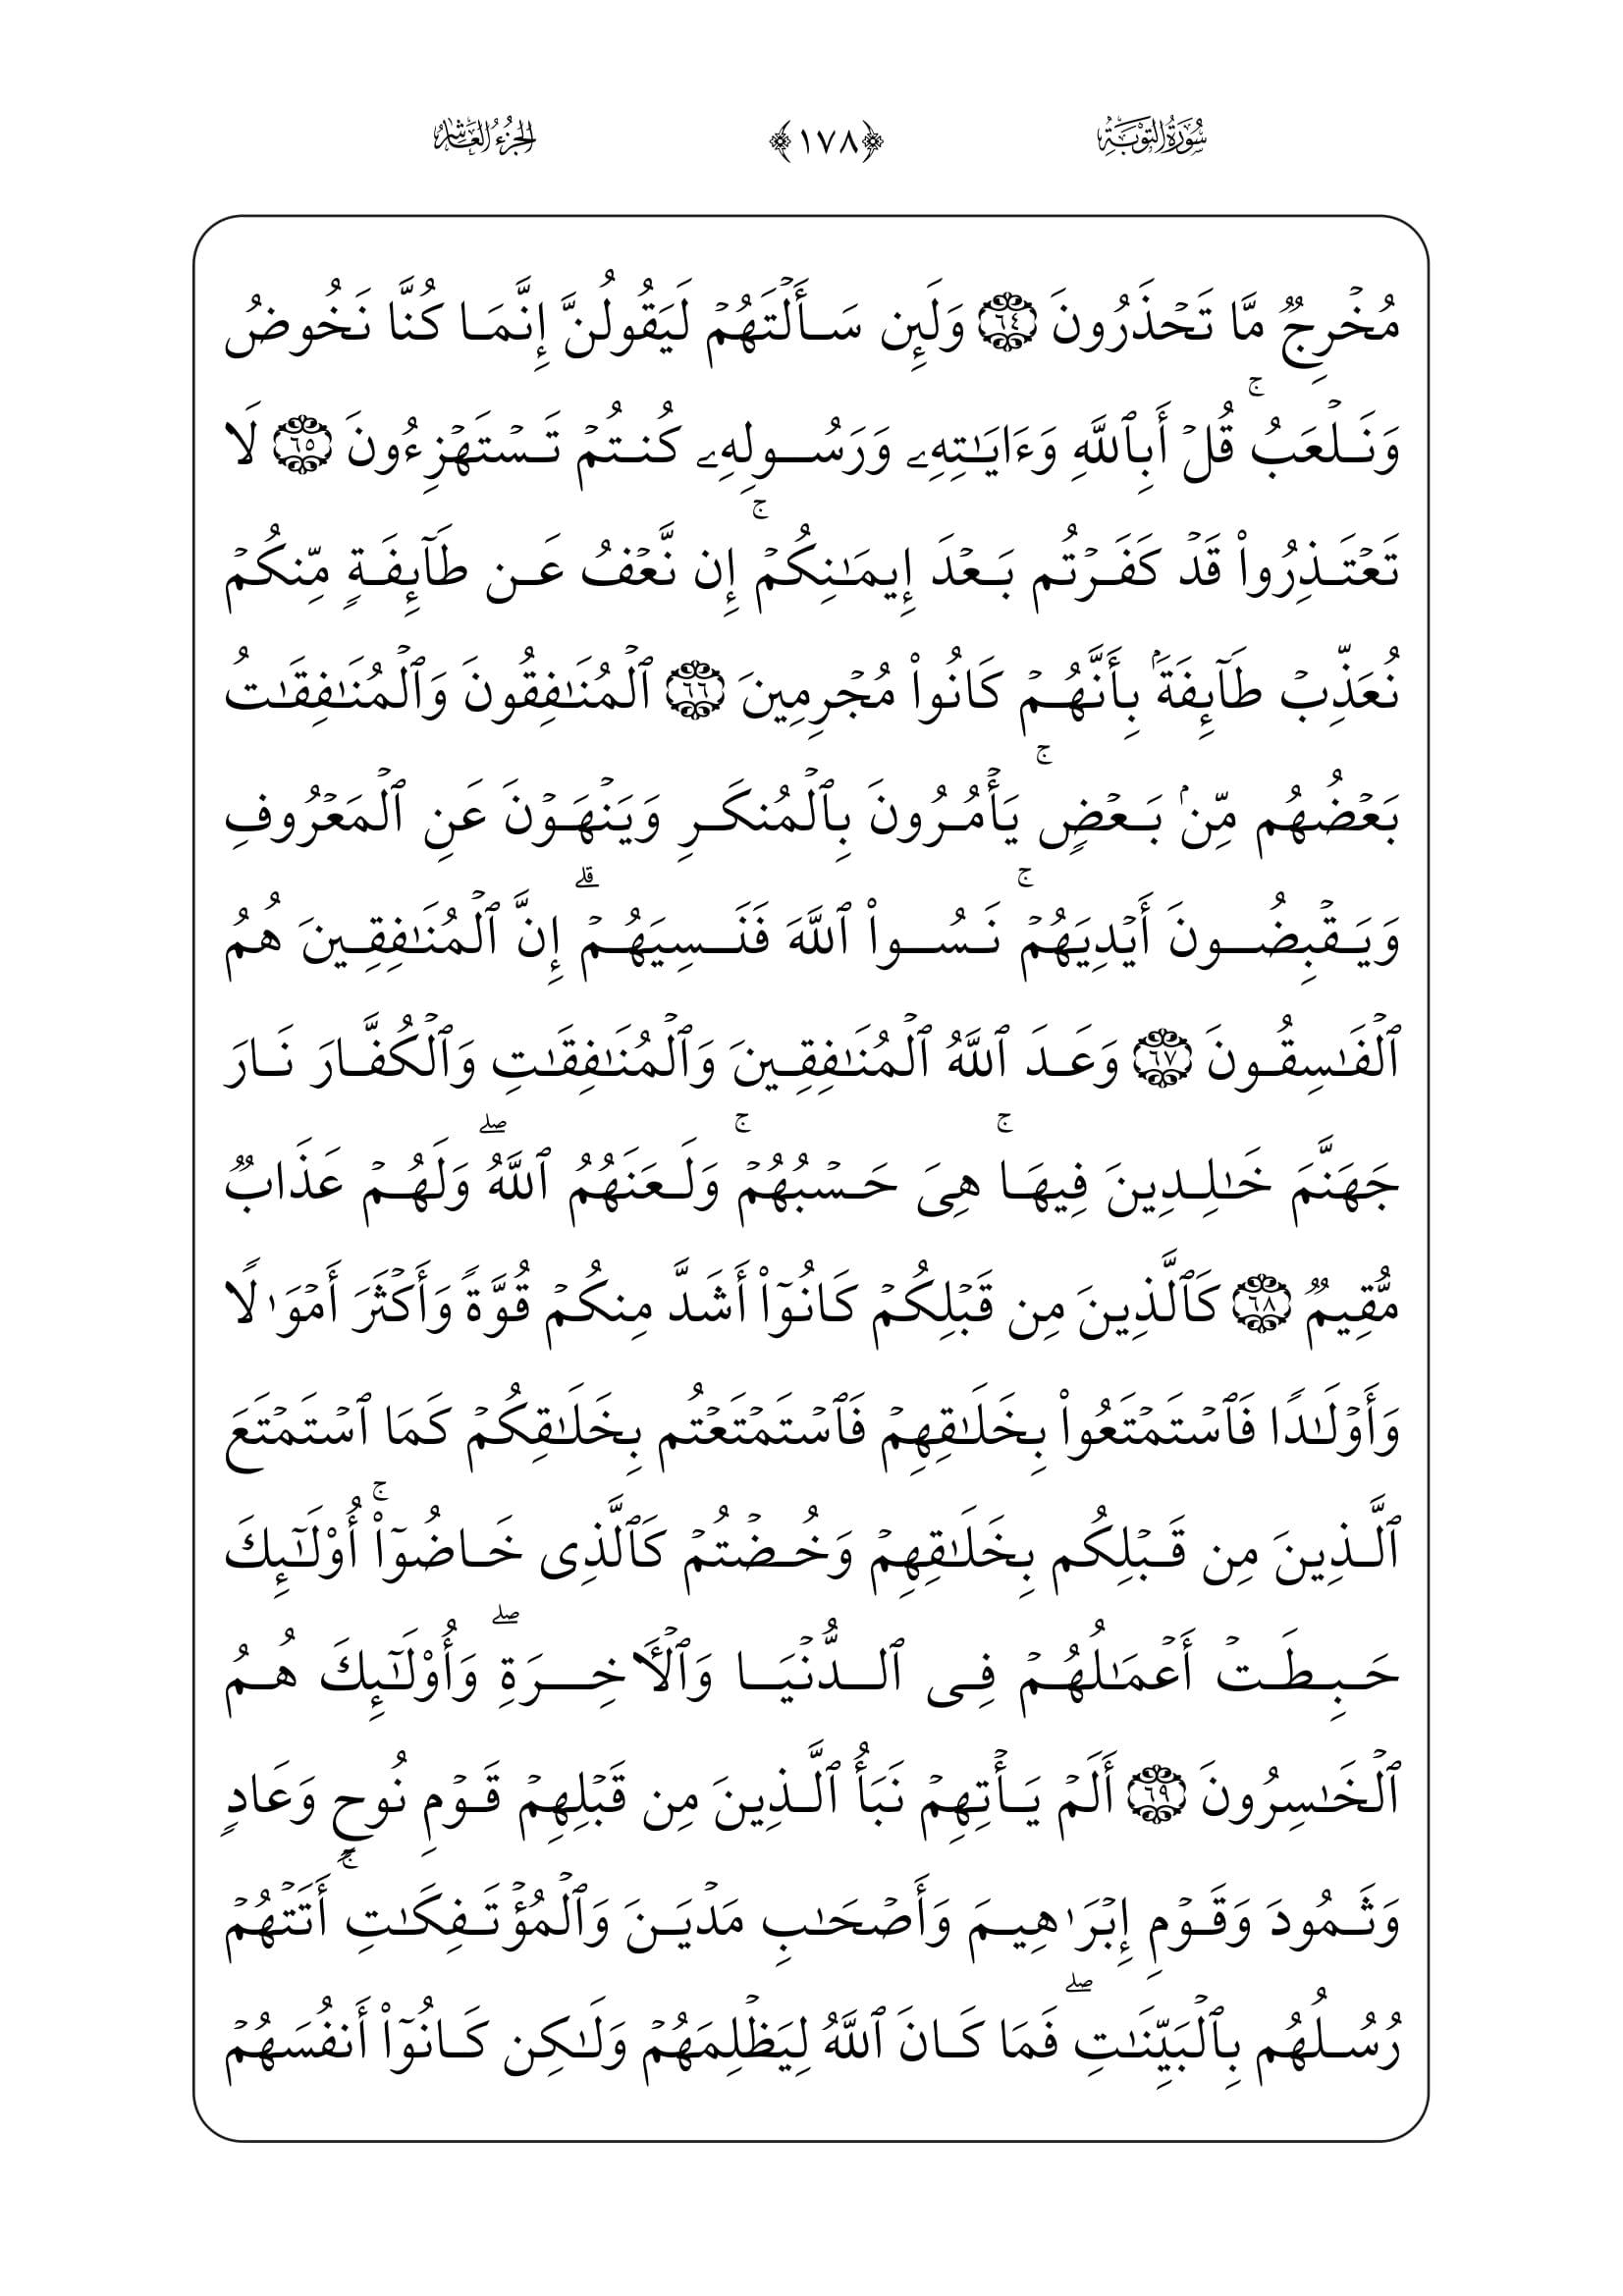 سُورَةُ التَّوۡبَةِ ١٧٨ الجُزْءُ العَاشِرُ
مُخۡرِجٌ مَّا تَحۡذَرُونَ ٦٤ وَلَئِن سَأَلۡتَهُمۡ لَيَقُولُنَّ إِنَّمَا كُنَّا نَخُوضُ
وَنَلۡعَبُۚ قُلۡ أَبِٱللَّهِ وَءَايَٰتِهِۦ وَرَسُولِهِۦ كُنتُمۡ تَسۡتَهۡزِءُونَ ٦٥ لَا
تَعۡتَذِرُواْ قَدۡ كَفَرۡتُم بَعۡدَ إِيمَٰنِكُمۡۚ إِن نَّعۡفُ عَن طَآئِفَةٍ مِّنكُمۡ
نُعَذِّبۡ طَآئِفَةَۢ بِأَنَّهُمۡ كَانُواْ مُجۡرِمِينَ ٦٦ ٱلۡمُنَٰفِقُونَ وَٱلۡمُنَٰفِقَٰتُ
بَعۡضُهُم مِّنۢ بَعۡضٍۚ يَأۡمُرُونَ بِٱلۡمُنكَرِ وَيَنۡهَوۡنَ عَنِ ٱلۡمَعۡرُوفِ
وَيَقۡبِضُونَ أَيۡدِيَهُمۡۚ نَسُواْ ٱللَّهَ فَنَسِيَهُمۡۗ إِنَّ ٱلۡمُنَٰفِقِينَ هُمُ
ٱلۡفَٰسِقُونَ ٦٧ وَعَدَ ٱللَّهُ ٱلۡمُنَٰفِقِينَ وَٱلۡمُنَٰفِقَٰتِ وَٱلۡكُفَّارَ نَارَ
جَهَنَّمَ خَٰلِدِينَ فِيهَاۚ هِىَ حَسۡبُهُمۡۚ وَلَعَنَهُمُ ٱللَّهُۖ وَلَهُمۡ عَذَابٌ
مُّقِيمٌ ٦٨ كَٱلَّذِينَ مِن قَبۡلِكُمۡ كَانُوٓاْ أَشَدَّ مِنكُمۡ قُوَّةً وَأَكۡثَرَ أَمۡوَٰلًا
وَأَوۡلَٰدًا فَٱسۡتَمۡتَعُواْ بِخَلَٰقِهِمۡ فَٱسۡتَمۡتَعۡتُم بِخَلَٰقِكُمۡ كَمَا ٱسۡتَمۡتَعَ
ٱلَّذِينَ مِن قَبۡلِكُم بِخَلَٰقِهِمۡ وَخُضۡتُمۡ كَٱلَّذِى خَاضُوٓاْۚ أُوْلَٰٓئِكَ
حَبِطَتۡ أَعۡمَٰلُهُمۡ فِى ٱلدُّنۡيَا وَٱلۡأَخِرَةِۖ وَأُوْلَٰٓئِكَ هُمُ
ٱلۡخَٰسِرُونَ ٦٩ أَلَمۡ يَأۡتِهِمۡ نَبَأُ ٱلَّذِينَ مِن قَبۡلِهِمۡ قَوۡمِ نُوحٍ وَعَادٍ
وَثَمُودَ وَقَوۡمِ إِبۡرَٰهِيمَ وَأَصۡحَٰبِ مَدۡيَنَ وَٱلۡمُؤۡتَفِكَٰتِۚ أَتَتۡهُمۡ
رُسُلُهُم بِٱلۡبَيِّنَٰتِۖ فَمَا كَانَ ٱللَّهُ لِيَظۡلِمَهُمۡ وَلَٰكِن كَانُوٓاْ أَنفُسَهُمۡ